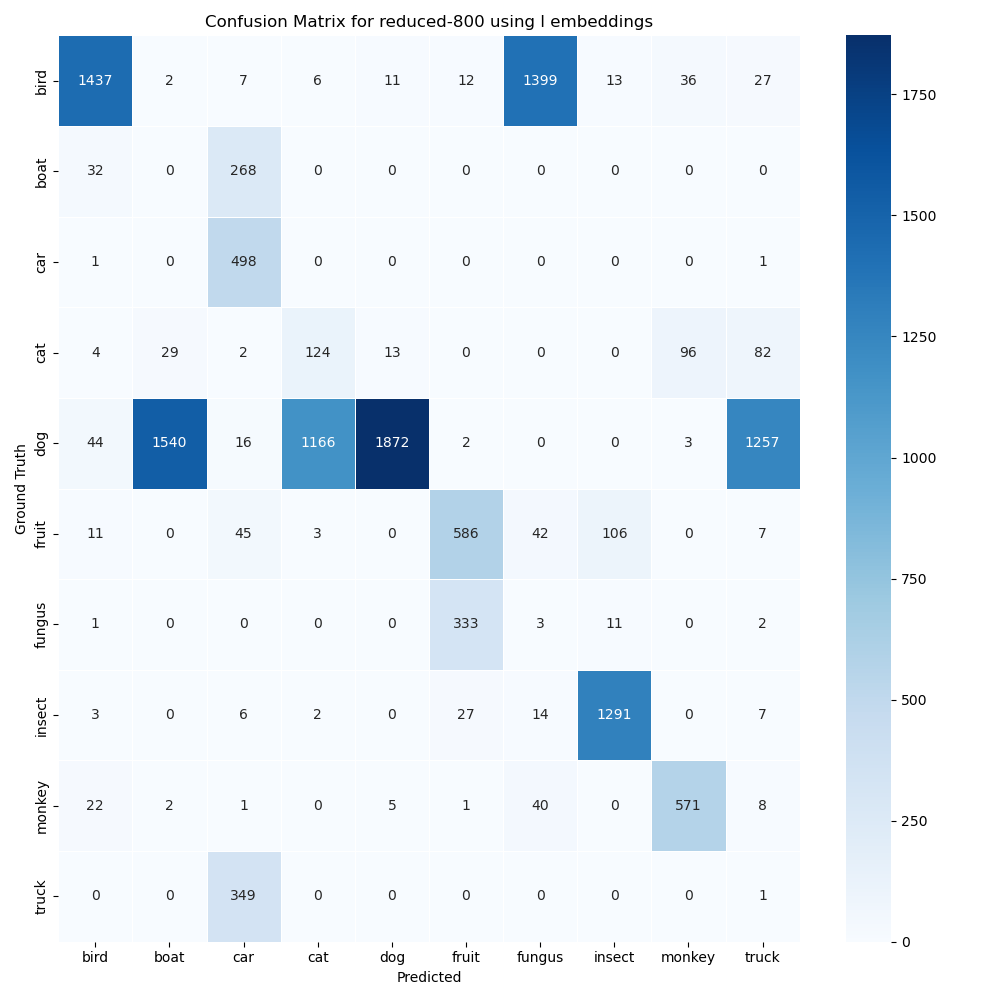 Confusion Matrix for reduced-800 using l embeddings
bird 1437 2 7 6 11 12 1399 13 36 27
boat 32 0 268 0 0 0 0 0 0 0
car 1 0 498 0 0 0 0 0 0 1
cat 4 29 2 124 13 0 0 0 96 82
dog 44 1540 16 1166 1872 2 0 0 3 1257
fruit 11 0 45 3 0 586 42 106 0 7
fungus 1 0 0 0 0 333 3 11 0 2
insect 3 0 6 2 0 27 14 1291 0 7
monkey 22 2 1 0 5 1 40 0 571 8
truck 0 0 349 0 0 0 0 0 0 1
Ground Truth
bird boat car cat dog fruit fungus insect monkey truck
Predicted
1750
1500
1250
1000
750
500
250
0